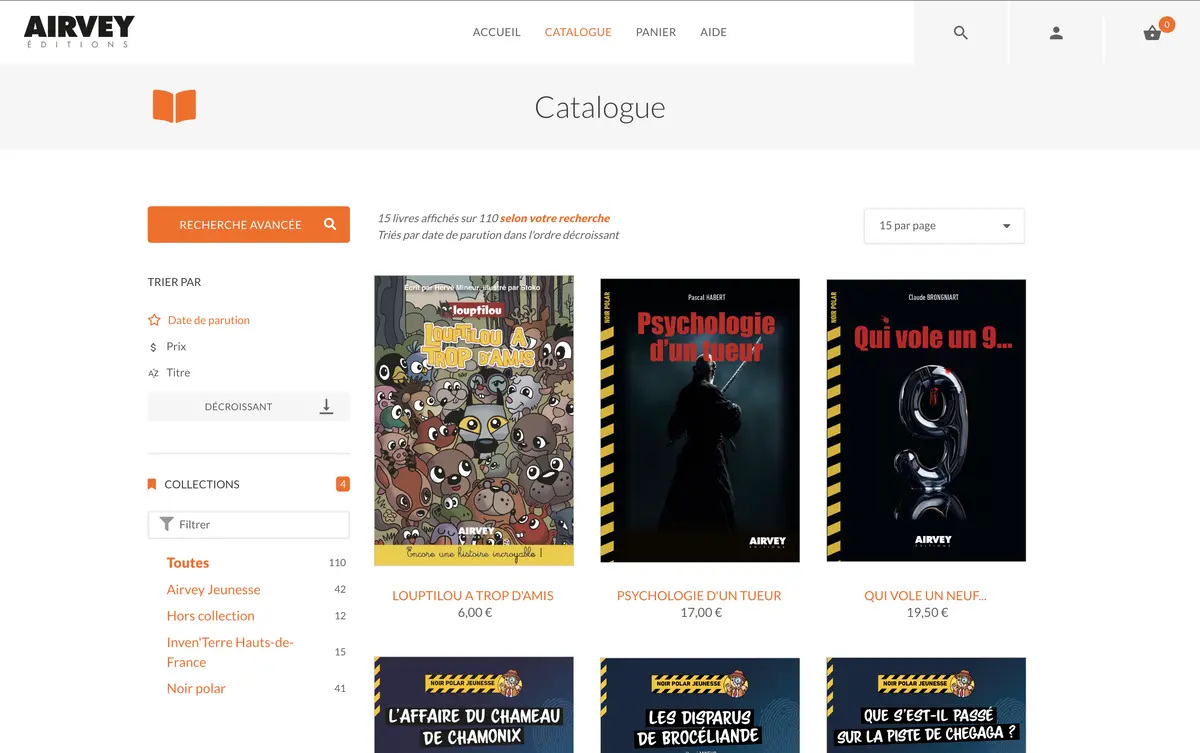 AIRVEY
ÉDITIONS
ACCUEIL
CATALOGUE
PANIER
AIDE
0
Catalogue
RECHERCHE AVANCÉE
15 livres affichés sur 110 selon votre recherche
Triés par date de parution dans l'ordre décroissant
15 par page
TRIER PAR
Date de parution
$ Prix
AZ Titre
DÉCROISSANT
COLLECTIONS
4
Filtrer
Toutes 110
Airvey Jeunesse 42
Hors collection 12
Inven'Terre Hauts-de-
France 15
Noir polar 41
Écrit par Hervé Mineur, illustré par Stoko
louptilou
LOUPTILOU A
TROP D'AMIS
AIRVEY
Encore une histoire incroyable !
LOUPTILOU A TROP D'AMIS
6,00 €
NOIR POLAR
Pascal HABERT
Psychologie
d'un tueur
AIRVEY
ÉDITIONS
PSYCHOLOGIE D'UN TUEUR
17,00 €
NOIR POLAR
Claude BRONGNIART
Qui vole un 9...
9
AIRVEY
ÉDITIONS
QUI VOLE UN NEUF...
19,50 €
NOIR POLAR JEUNESSE
L'AFFAIRE DU CHAMEAU
DE CHAMONIX
NOIR POLAR JEUNESSE
LES DISPARUS
DE BROCÉLIANDE
NOIR POLAR JEUNESSE
QUE S'EST-IL PASSÉ
SUR LA PISTE DE CHEGAGA ?